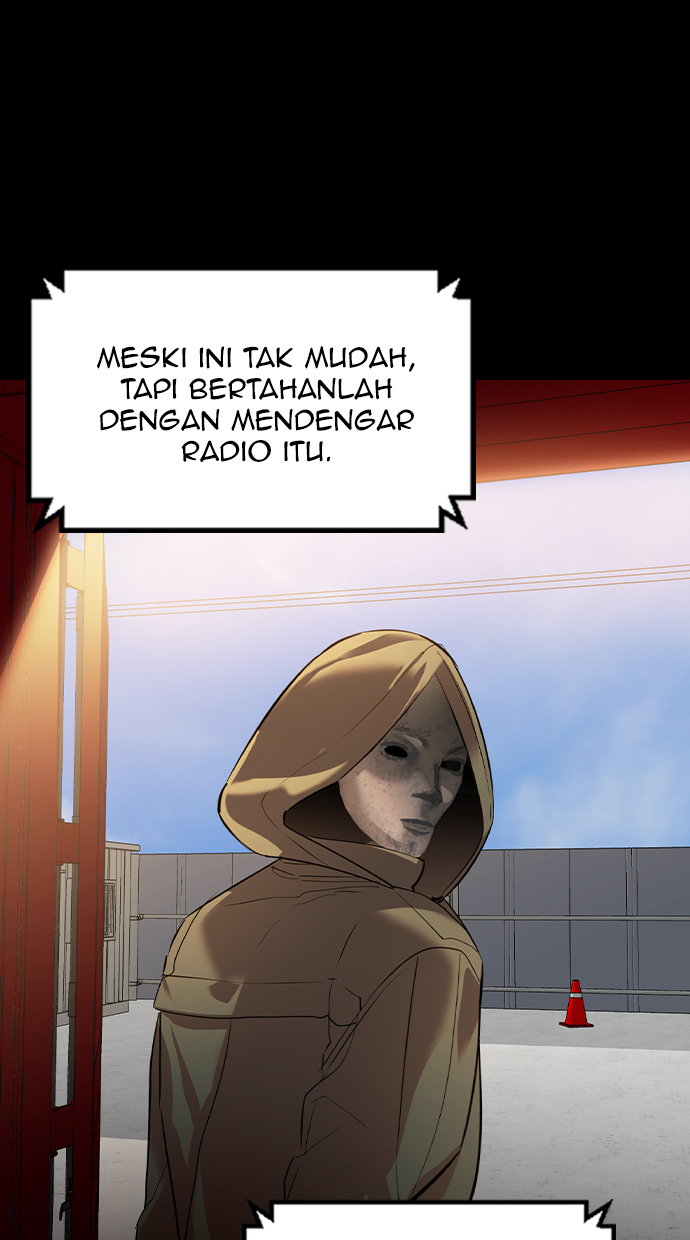 MESKI INI TAK MUDAH,
TAPI BERTAHANLAH
DENGAN MENDENGAR
RADIO ITU.